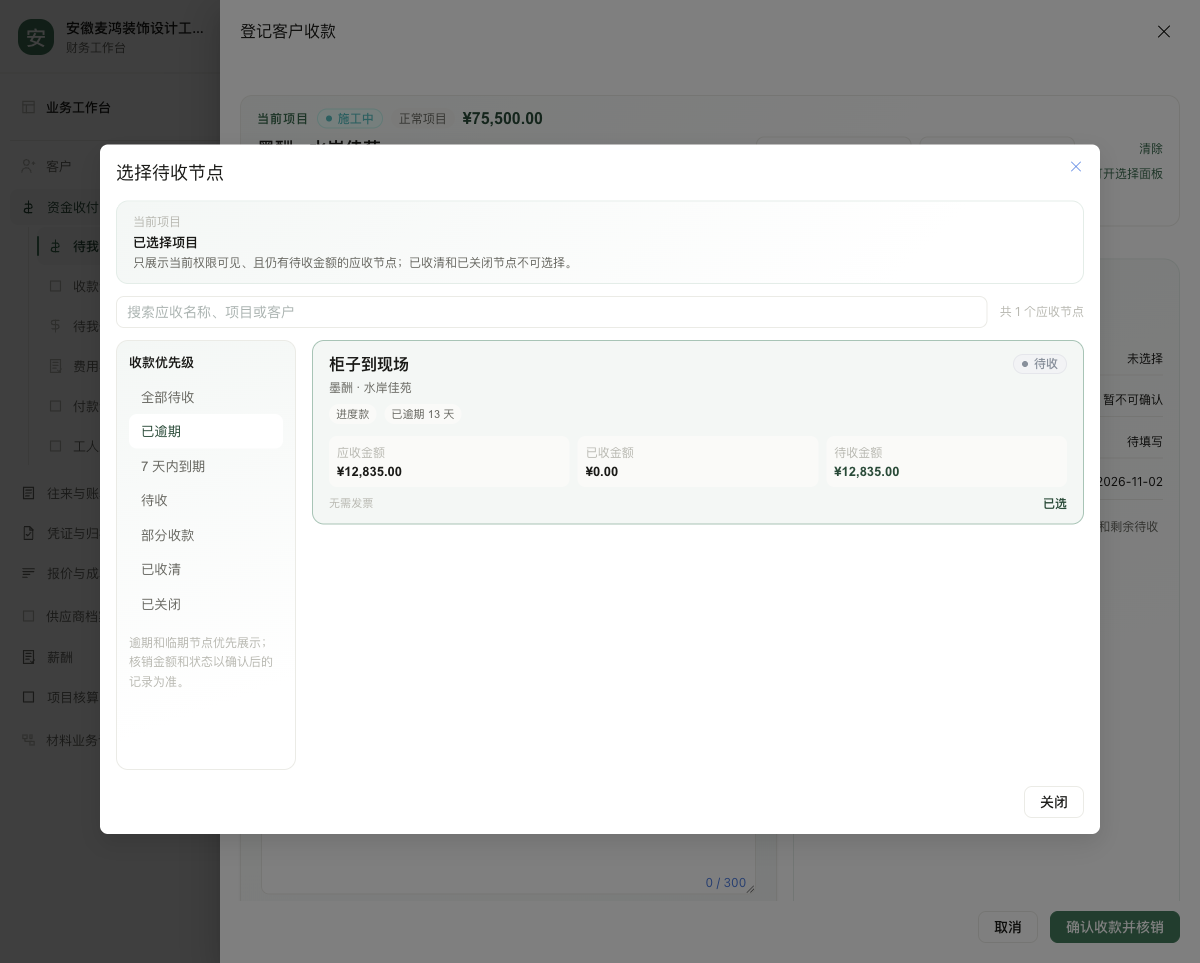 安
安徽麦鸿装饰设计工...
财务工作台
业务工作台
客户
资金收付
待我
收款
待我
费用
付款
工人
往来与账
凭证与归
报价与成
供应商档
薪酬
项目核算
材料业务
登记客户收款
当前项目
施工中
正常项目
¥75,500.00
墨酬 · 水岸佳苑
清除
开选择面板
未选择
暂不可确认
待填写
2026-11-02
和剩余待收
选择待收节点
当前项目
已选择项目
只展示当前权限可见、且仍有待收金额的应收节点；已收清和已关闭节点不可选择。
搜索应收名称、项目或客户
共 1 个应收节点
收款优先级
全部待收
已逾期
7 天内到期
待收
部分收款
已收清
已关闭
逾期和临期节点优先展示；
核销金额和状态以确认后的
记录为准。
柜子到现场
待收
墨酬 · 水岸佳苑
进度款
已逾期 13 天
应收金额
¥12,835.00
已收金额
¥0.00
待收金额
¥12,835.00
无需发票
已选
关闭
0 / 300
取消
确认收款并核销